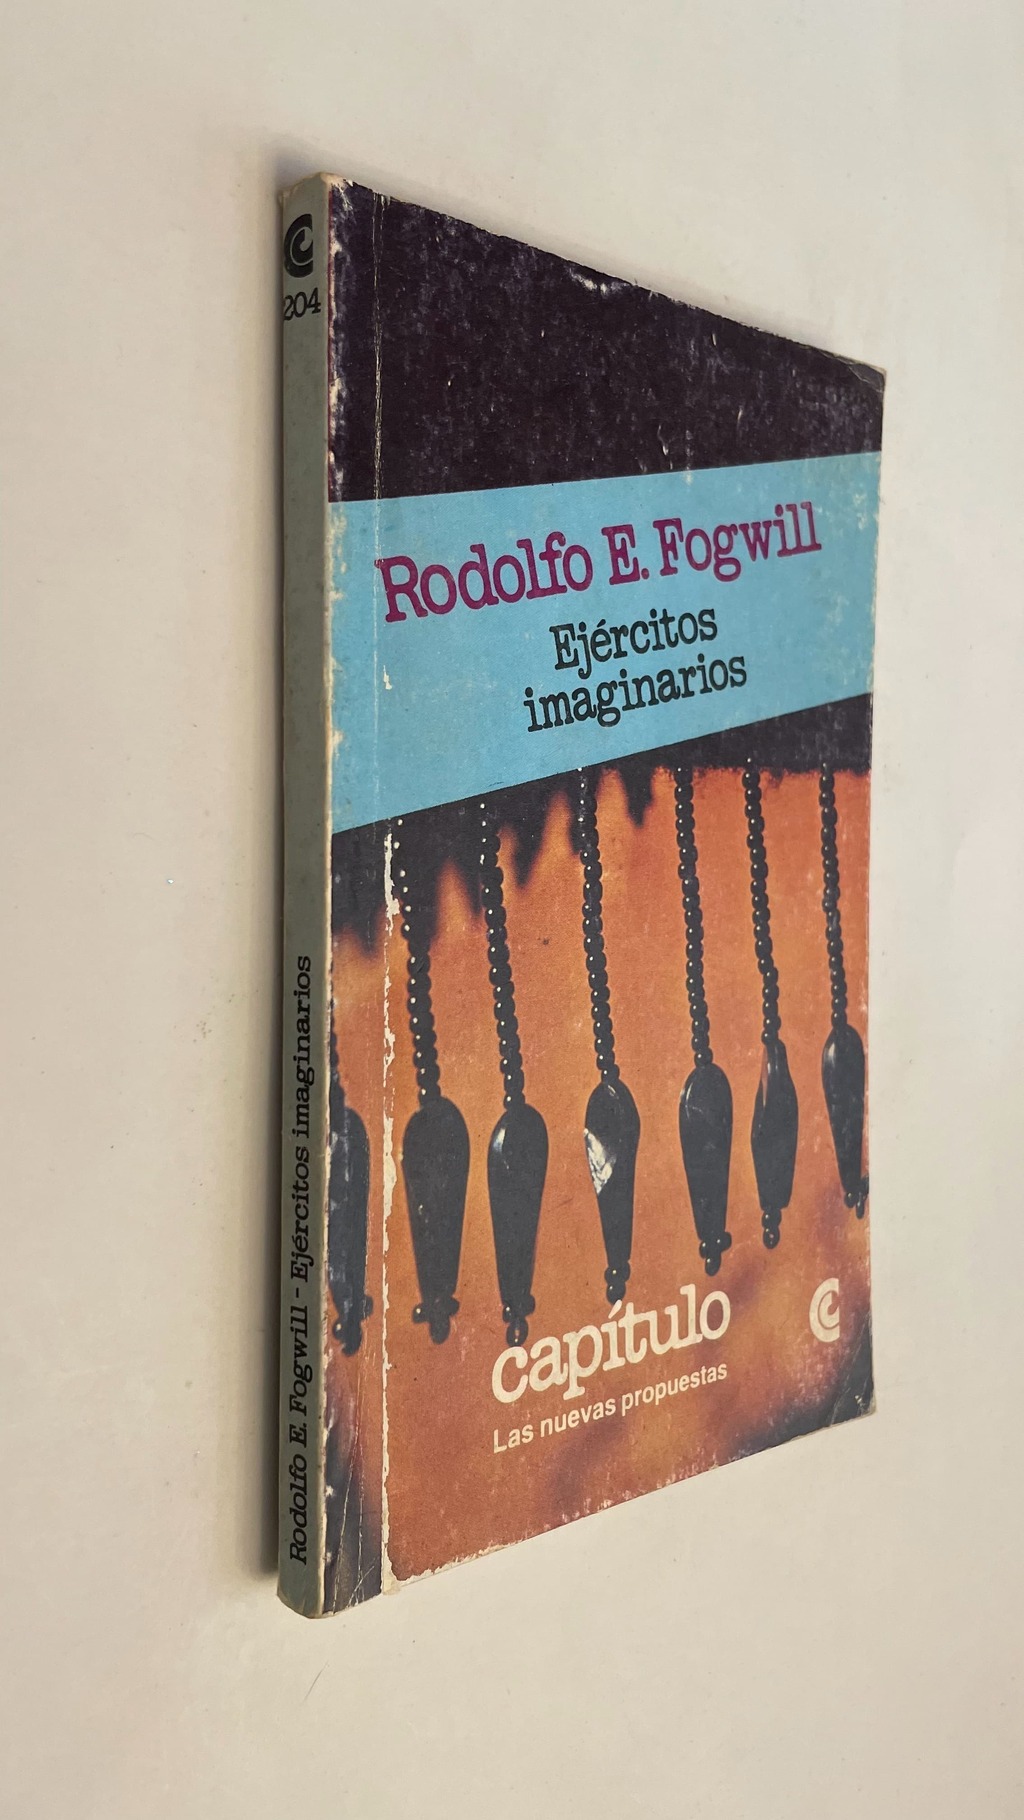 204
Rodolfo E. Fogwill - Ejércitos imaginarios
Rodolfo E. Fogwill
Ejércitos
imaginarios
capítulo
Las nuevas propuestas